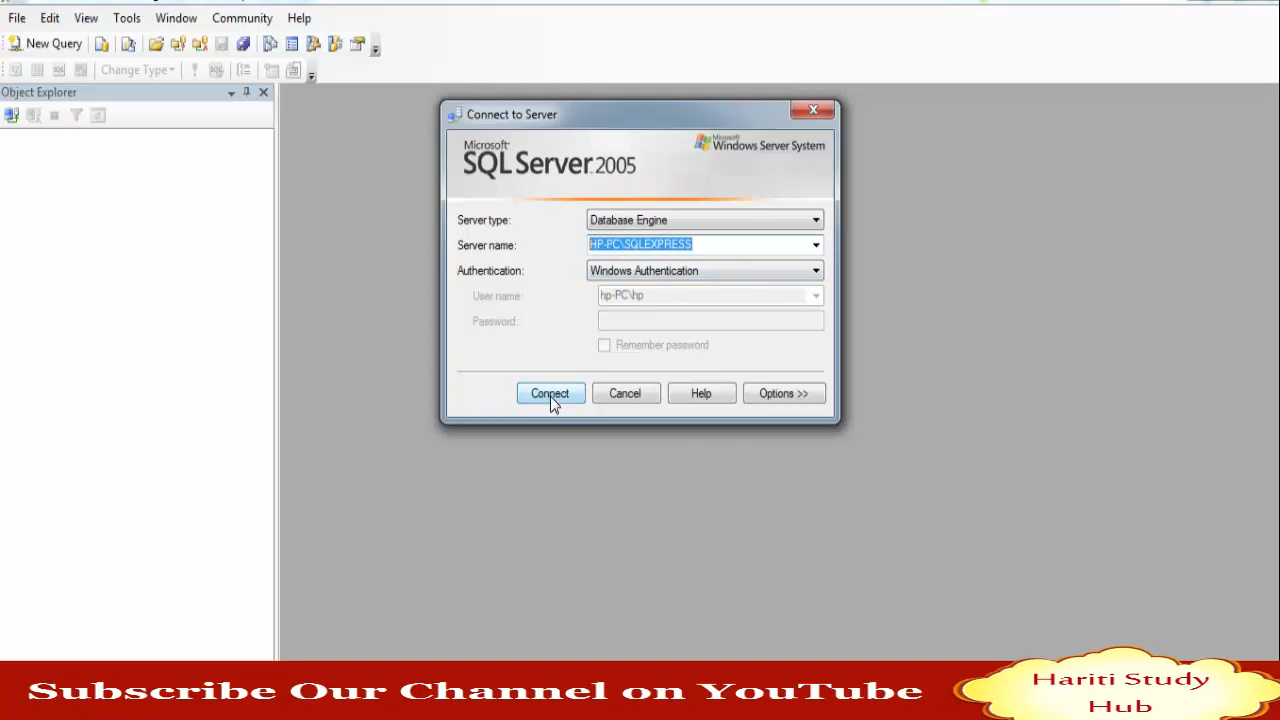 File Edit View Tools Window Community Help
New Query
Change Type
Object Explorer
Connect to Server
Microsoft
SQL Server 2005
Microsoft
Windows Server System
Server type: Database Engine
Server name: HP-PC\SQLEXPRESS
Authentication: Windows Authentication
User name: hp-PC\hp
Password:
Remember password
Connect Cancel Help Options >>
Subscribe Our Channel on YouTube
Hariti Study
Hub